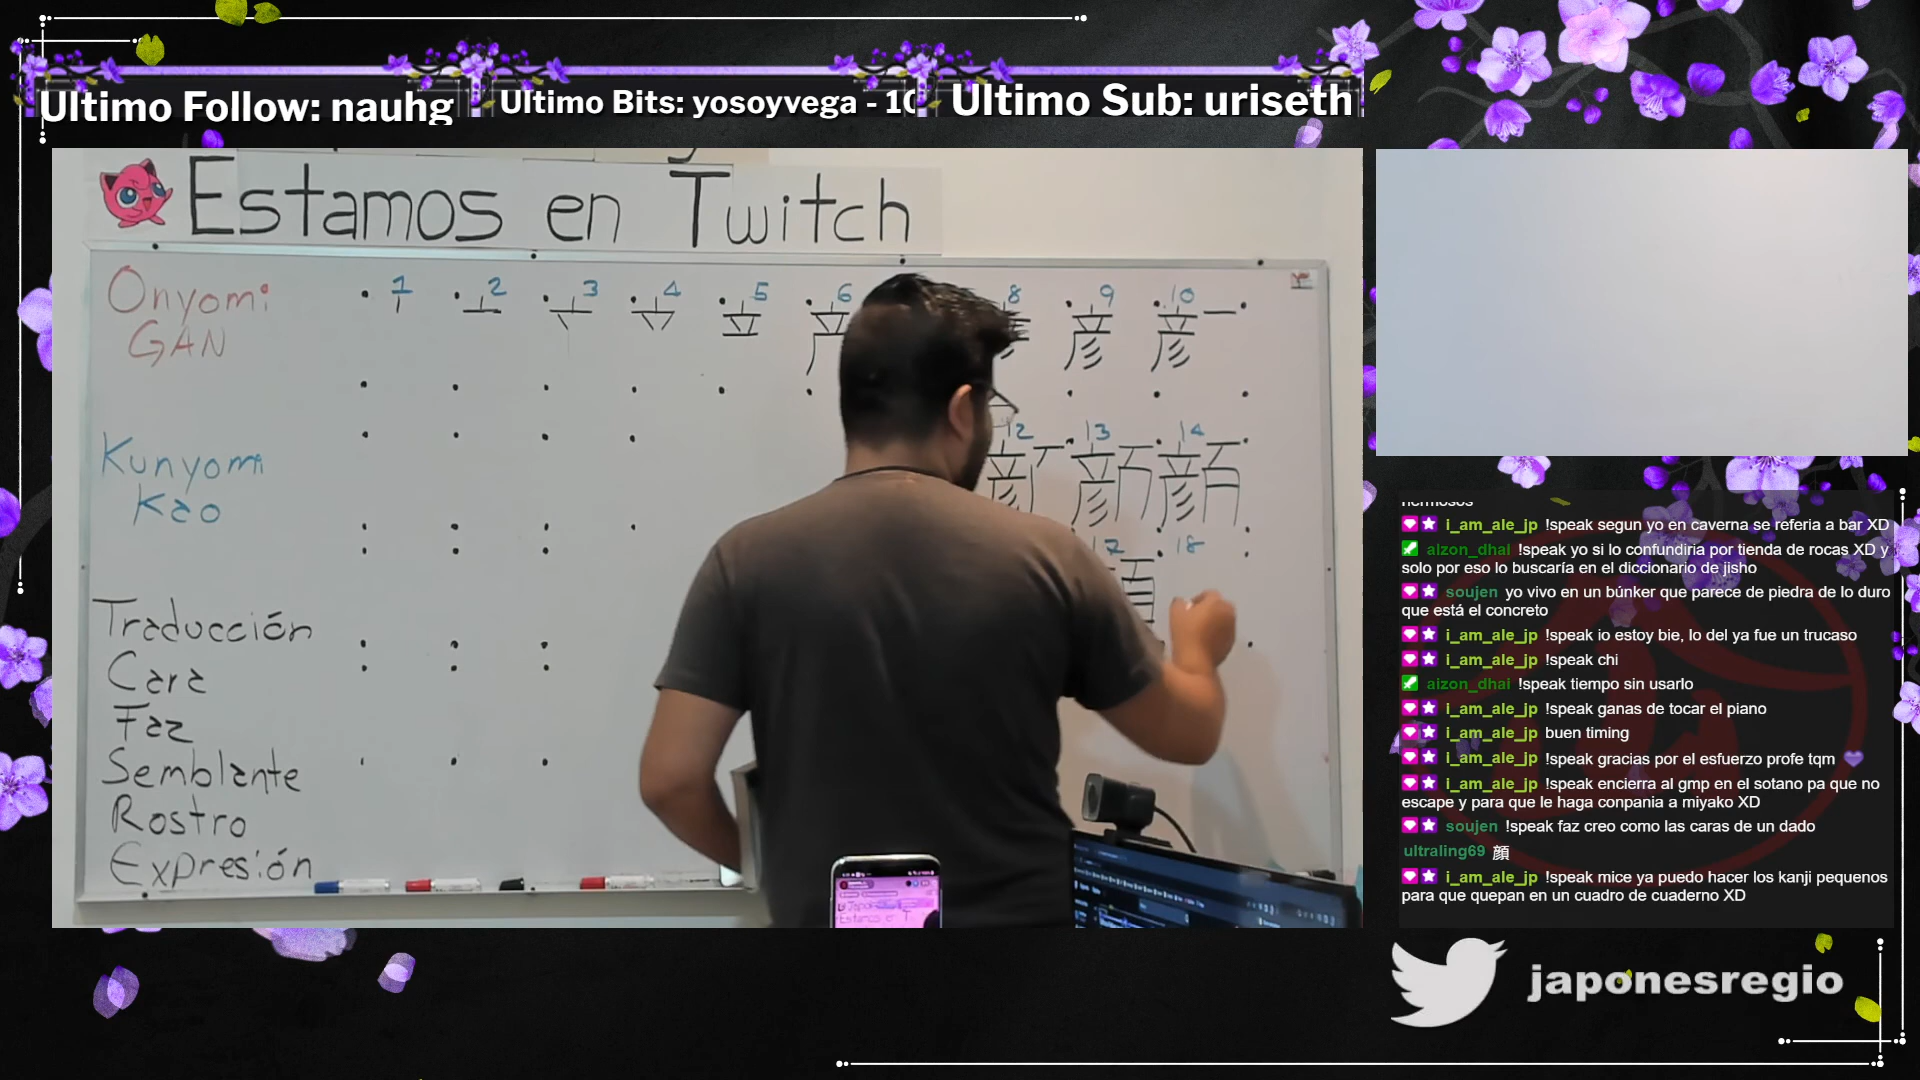 Ultimo Follow: nauhg
Ultimo Bits: yosoyvega - 10
Ultimo Sub: uriseth
Estamos en Twitch
Onyomi
GAN
1 2 3 4 5 6 8 9 10
Kunyomi
Kao
12 13 14
17 18
Traducción
Cara
Faz
Semblante
Rostro
Expresión
hermosos
i_am_ale_jp !speak segun yo en caverna se referia a bar XD
aizon_dhai !speak yo si lo confundiria por tienda de rocas XD y
solo por eso lo buscaría en el diccionario de jisho
soujen yo vivo en un búnker que parece de piedra de lo duro
que está el concreto
i_am_ale_jp !speak io estoy bie, lo del ya fue un trucaso
i_am_ale_jp !speak chi
aizon_dhai !speak tiempo sin usarlo
i_am_ale_jp !speak ganas de tocar el piano
i_am_ale_jp buen timing
i_am_ale_jp !speak gracias por el esfuerzo profe tqm
i_am_ale_jp !speak encierra al gmp en el sotano pa que no
escape y para que le haga conpania a miyako XD
soujen !speak faz creo como las caras de un dado
ultraling69 顔
i_am_ale_jp !speak mice ya puedo hacer los kanji pequenos
para que quepan en un cuadro de cuaderno XD
japonesregio